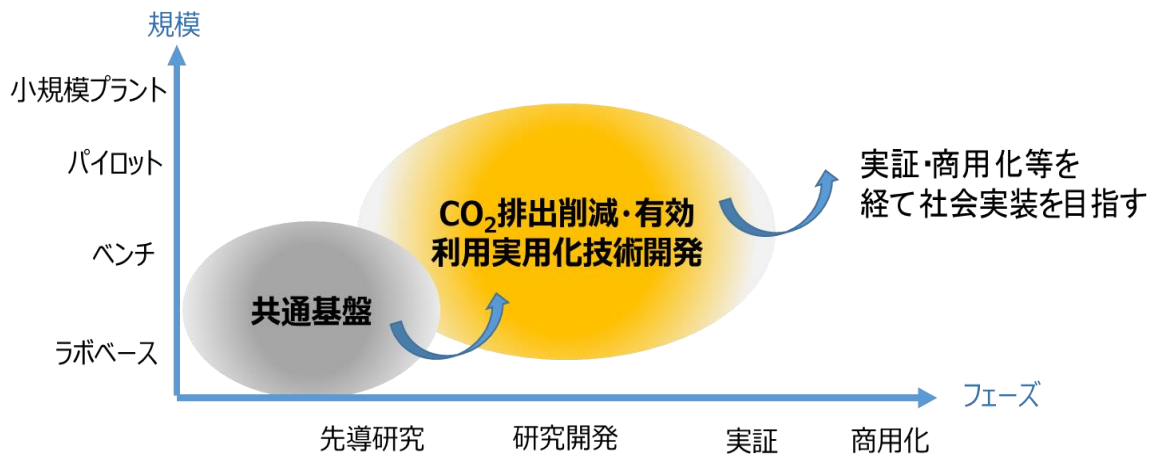 規模
小規模プラント
パイロット
ベンチ
ラボベース
共通基盤
CO₂排出削減・有効
利用実用化技術開発
実証・商用化等を
経て社会実装を目指す
フェーズ
先導研究
研究開発
実証
商用化